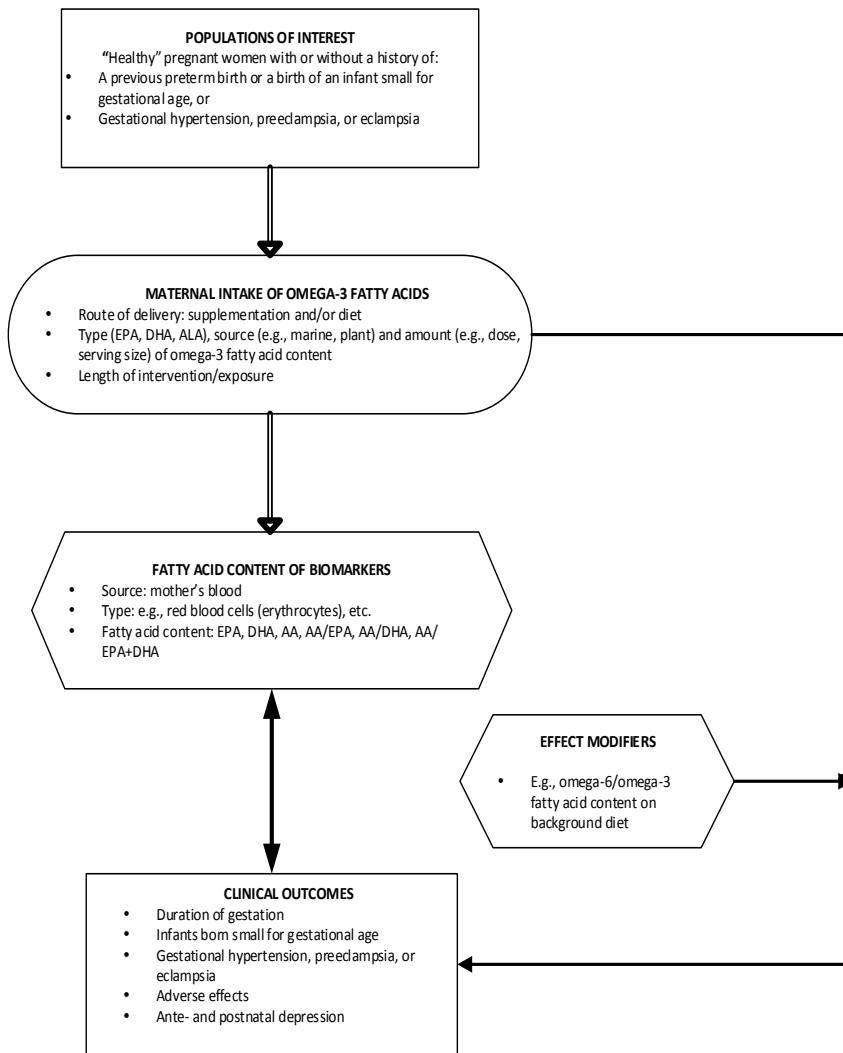 POPULATIONS OF INTEREST
“Healthy” pregnant women with or without a history of:
• A previous preterm birth or a birth of an infant small for
gestational age, or
• Gestational hypertension, preeclampsia, or eclampsia
MATERNAL INTAKE OF OMEGA-3 FATTY ACIDS
• Route of delivery: supplementation and/or diet
• Type (EPA, DHA, ALA), source (e.g., marine, plant) and amount (e.g., dose,
serving size) of omega-3 fatty acid content
• Length of intervention/exposure
FATTY ACID CONTENT OF BIOMARKERS
• Source: mother’s blood
• Type: e.g., red blood cells (erythrocytes), etc.
• Fatty acid content: EPA, DHA, AA, AA/EPA, AA/DHA, AA/
EPA+DHA
EFFECT MODIFIERS
• E.g., omega-6/omega-3
fatty acid content on
background diet
CLINICAL OUTCOMES
• Duration of gestation
• Infants born small for gestational age
• Gestational hypertension, preeclampsia, or
eclampsia
• Adverse effects
• Ante- and postnatal depression